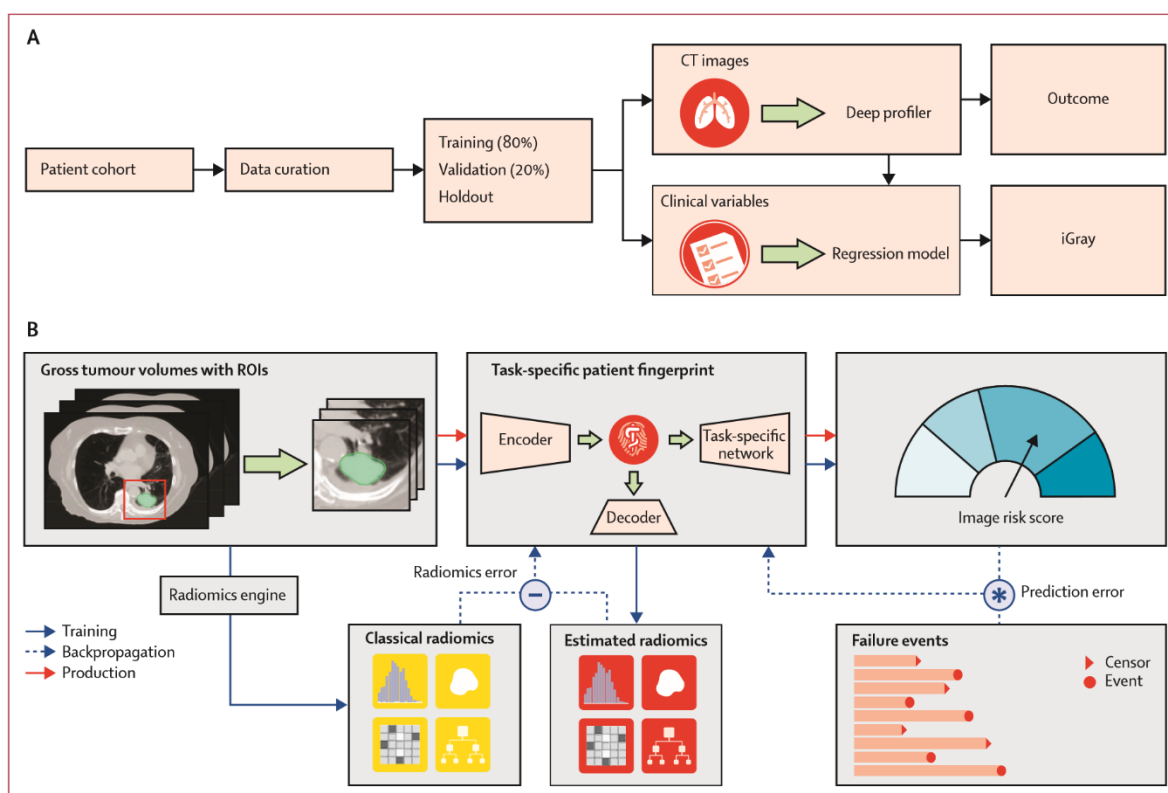 A
Patient cohort
Data curation
Training (80%)
Validation (20%)
Holdout
CT images
Deep profiler
Outcome
Clinical variables
Regression model
iGray
B
Gross tumour volumes with ROIs
Task-specific patient fingerprint
Encoder
Task-specific
network
Decoder
Image risk score
Radiomics engine
Radiomics error
Prediction error
Training
Backpropagation
Production
Classical radiomics
Estimated radiomics
Failure events
Censor
Event